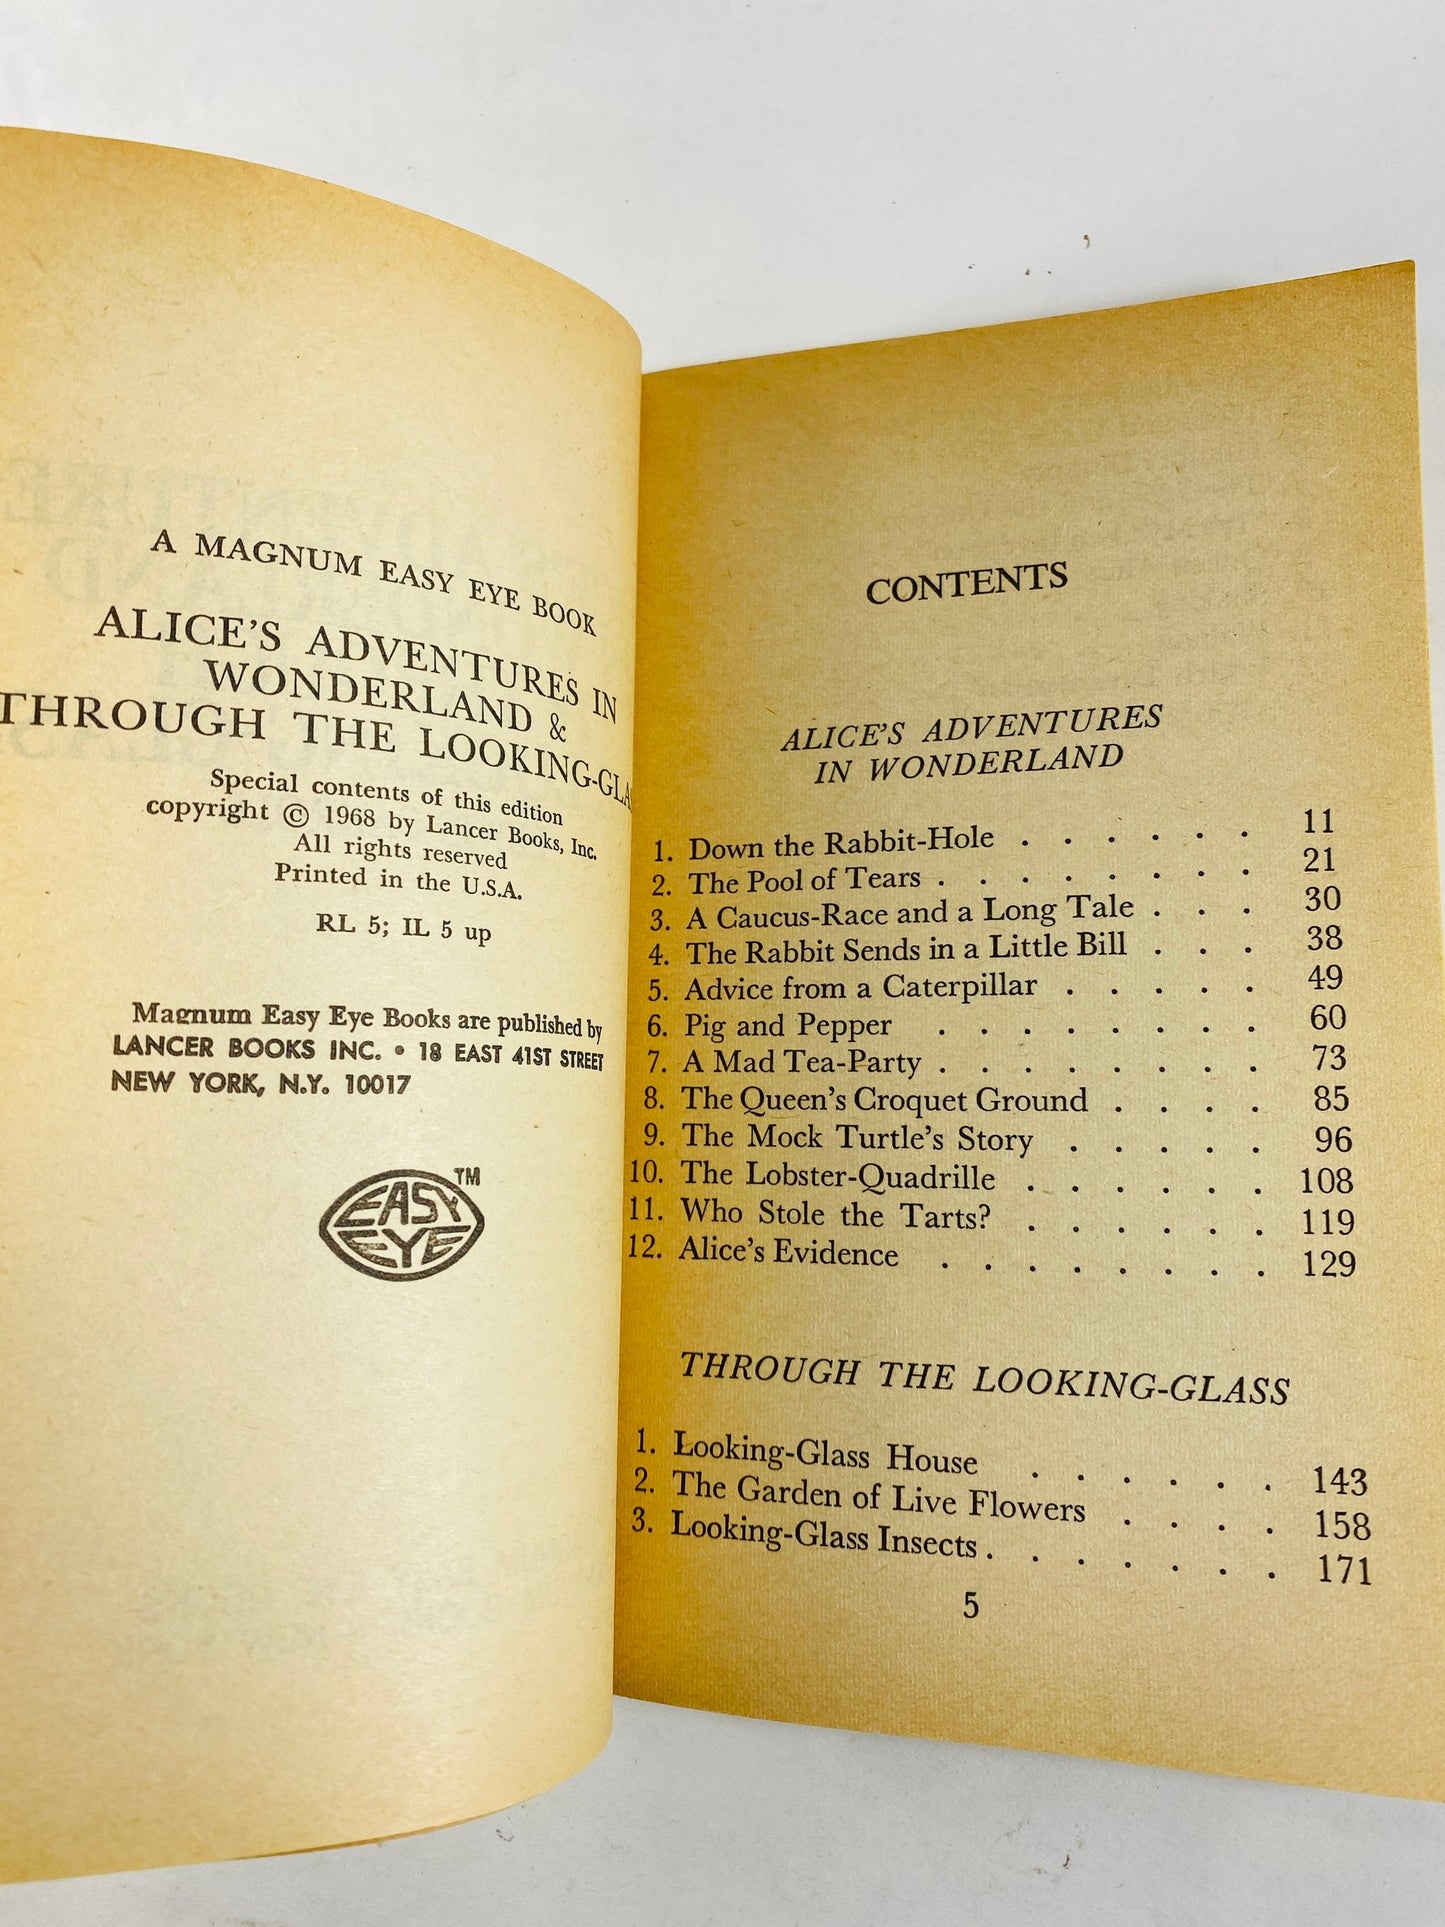 A MAGNUM EASY EYE BOOK
ALICE'S ADVENTURES IN
WONDERLAND &
THROUGH THE LOOKING-GLA
Special contents of this edition
copyright © 1968 by Lancer Books, Inc.
All rights reserved
Printed in the U.S.A.
RL 5; IL 5 up
Magnum Easy Eye Books are published by
LANCER BOOKS INC. • 18 EAST 41ST STREET
NEW YORK, N.Y. 10017
EASY TM
EYE
CONTENTS
ALICE'S ADVENTURES
IN WONDERLAND
1. Down the Rabbit-Hole . . . . . . 11
2. The Pool of Tears . . . . . . . . 21
3. A Caucus-Race and a Long Tale . . . 30
4. The Rabbit Sends in a Little Bill . . . 38
5. Advice from a Caterpillar . . . . . 49
6. Pig and Pepper . . . . . . . . 60
7. A Mad Tea-Party . . . . . . . . 73
8. The Queen's Croquet Ground . . . . 85
9. The Mock Turtle's Story . . . . . 96
10. The Lobster-Quadrille . . . . . . 108
11. Who Stole the Tarts? . . . . . . 119
12. Alice's Evidence . . . . . . . . 129
THROUGH THE LOOKING-GLASS
1. Looking-Glass House . . . . . . 143
2. The Garden of Live Flowers . . . . 158
3. Looking-Glass Insects . . . . . . . 171
5